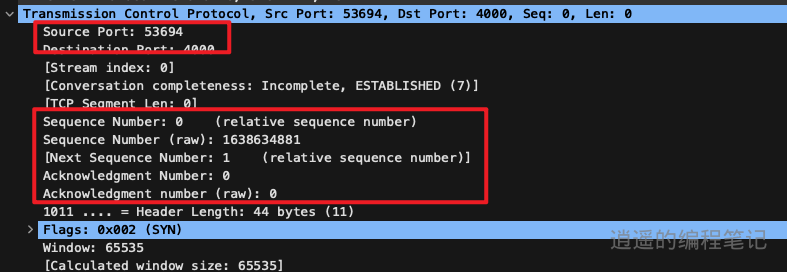 Transmission Control Protocol, Src Port: 53694, Dst Port: 4000, Seq: 0, Len: 0
Source Port: 53694
Destination Port: 4000
[Stream index: 0]
[Conversation completeness: Incomplete, ESTABLISHED (7)]
[TCP Segment Len: 0]
Sequence Number: 0    (relative sequence number)
Sequence Number (raw): 1638634881
[Next Sequence Number: 1    (relative sequence number)]
Acknowledgment Number: 0
Acknowledgment number (raw): 0
1011 .... = Header Length: 44 bytes (11)
Flags: 0x002 (SYN)
Window: 65535
[Calculated window size: 65535]
逍遥的编程笔记